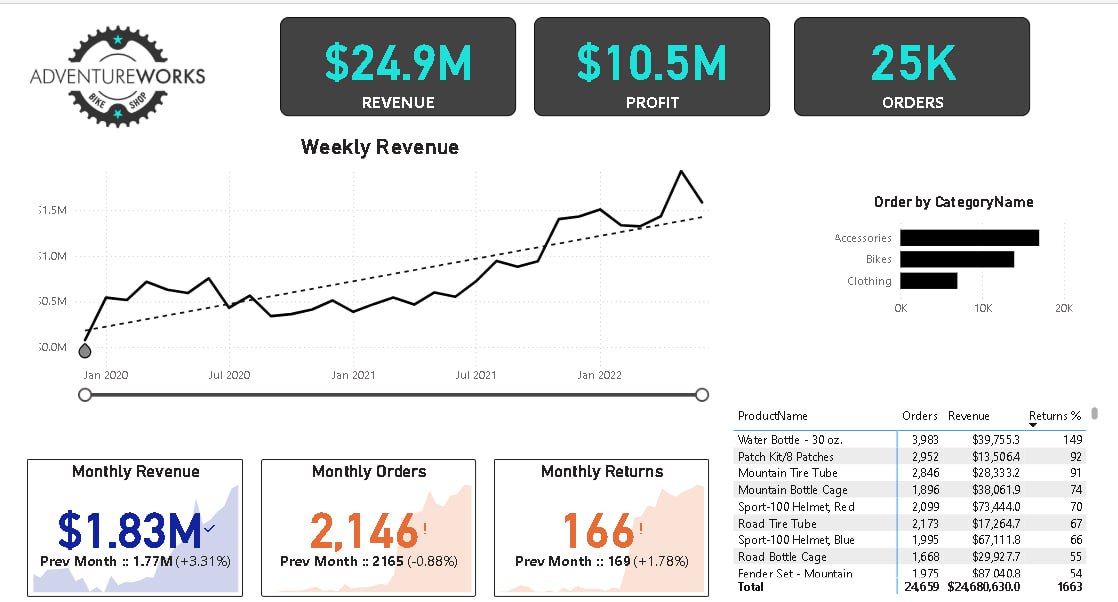 ADVENTUREWORKS
BIKE SHOP
$24.9M
REVENUE
$10.5M
PROFIT
25K
ORDERS
Weekly Revenue
$1.5M
$1.0M
$0.5M
$0.0M
Jan 2020 Jul 2020 Jan 2021 Jul 2021 Jan 2022
Order by CategoryName
Accessories
Bikes
Clothing
0K 10K 20K
Monthly Revenue
$1.83M✓
Prev Month :: 1.77M (+3.31%)
Monthly Orders
2,146!
Prev Month :: 2165 (-0.88%)
Monthly Returns
166!
Prev Month :: 169 (+1.78%)
ProductName Orders Revenue Returns %
Water Bottle - 30 oz. 3,983 $39,755.3 149
Patch Kit/8 Patches 2,952 $13,506.4 92
Mountain Tire Tube 2,846 $28,333.2 91
Mountain Bottle Cage 1,896 $38,061.9 74
Sport-100 Helmet, Red 2,099 $73,444.0 70
Road Tire Tube 2,173 $17,264.7 67
Sport-100 Helmet, Blue 1,995 $67,111.8 66
Road Bottle Cage 1,668 $29,927.7 55
Fender Set - Mountain 1,975 $87,040.8 54
Total 24,659 $24,680,630.0 1663